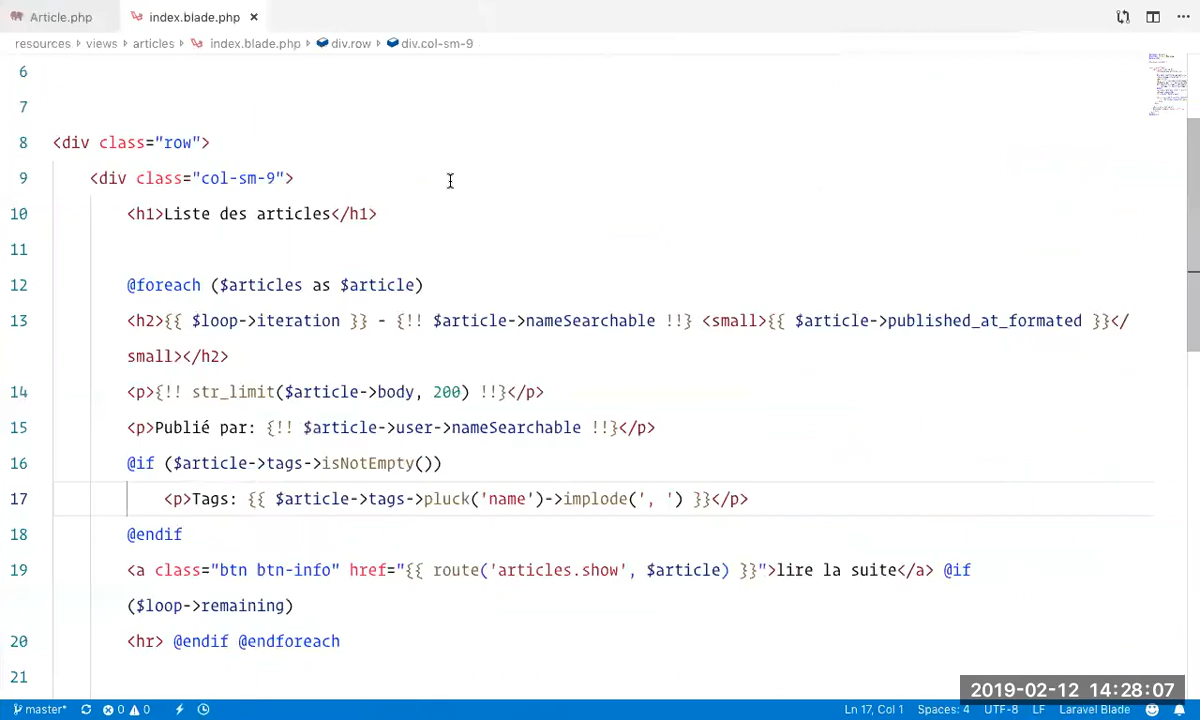 Article.php
index.blade.php ×
resources › views › articles › index.blade.php › div.row › div.col-sm-9
6
7
8 <div class="row">
9 <div class="col-sm-9">
10 <h1>Liste des articles</h1>
11
12 @foreach ($articles as $article)
13 <h2>{{ $loop->iteration }} - {!! $article->nameSearchable !!} <small>{{ $article->published_at_formated }}</
small></h2>
14 <p>{!! str_limit($article->body, 200) !!}</p>
15 <p>Publié par: {!! $article->user->nameSearchable !!}</p>
16 @if ($article->tags->isNotEmpty())
17 <p>Tags: {{ $article->tags->pluck('name')->implode(', ') }}</p>
18 @endif
19 <a class="btn btn-info" href="{{ route('articles.show', $article) }}">lire la suite</a> @if
($loop->remaining)
20 <hr> @endif @endforeach
21
2019-02-12 14:28:07
master* 0 0 Ln 17, Col 1 Spaces: 4 UTF-8 LF Laravel Blade